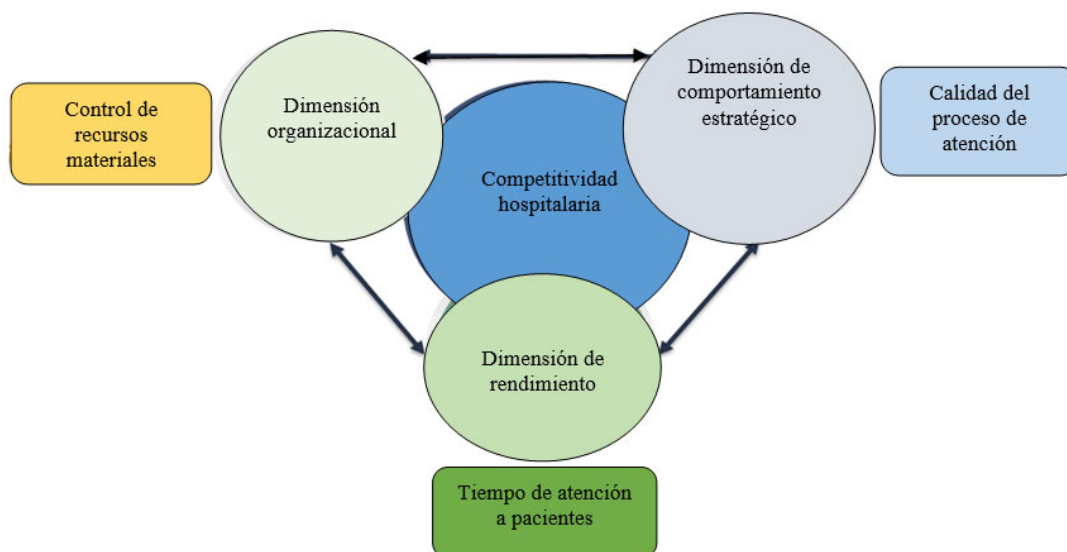 Control de
recursos
materiales
Dimensión
organizacional
Competitividad
hospitalaria
Dimensión de
comportamiento
estratégico
Calidad del
proceso de
atención
Dimensión de
rendimiento
Tiempo de atención
a pacientes